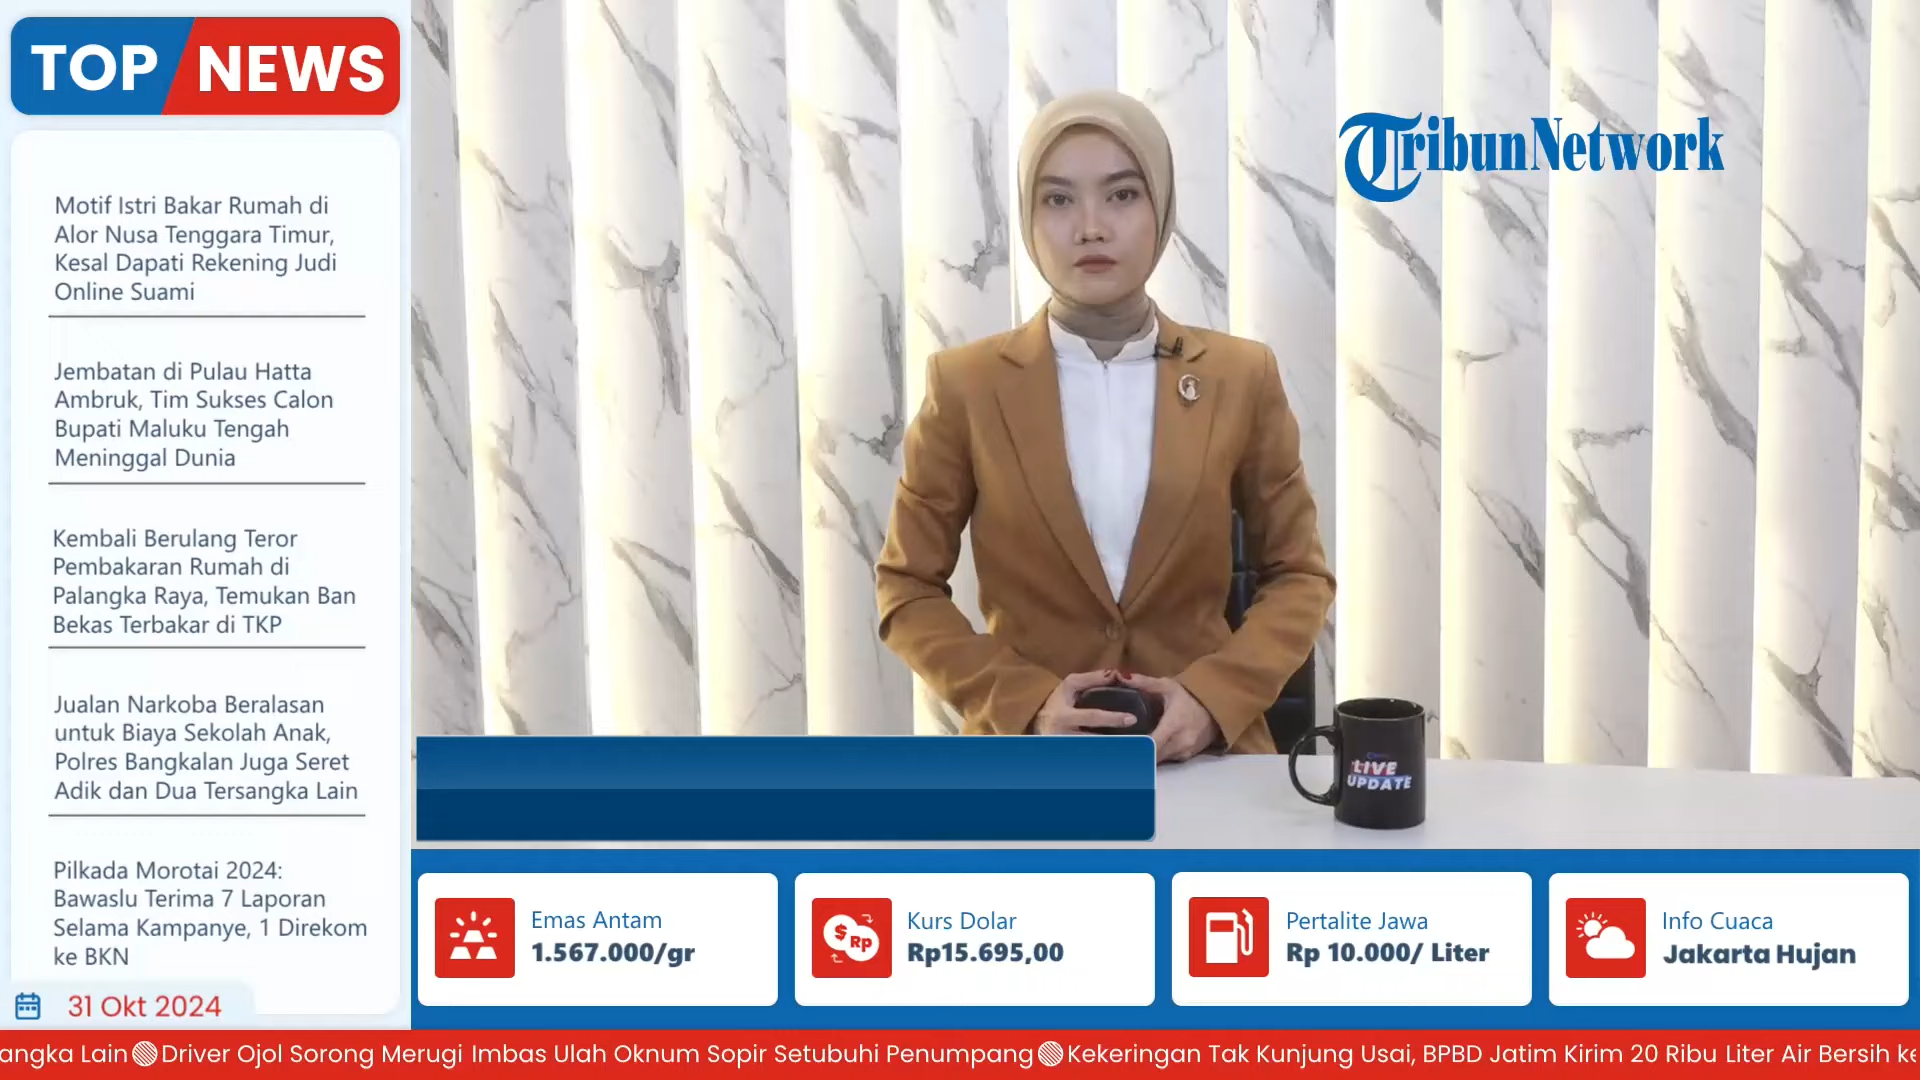 TOP NEWS
Motif Istri Bakar Rumah di
Alor Nusa Tenggara Timur,
Kesal Dapati Rekening Judi
Online Suami
Jembatan di Pulau Hatta
Ambruk, Tim Sukses Calon
Bupati Maluku Tengah
Meninggal Dunia
Kembali Berulang Teror
Pembakaran Rumah di
Palangka Raya, Temukan Ban
Bekas Terbakar di TKP
Jualan Narkoba Beralasan
untuk Biaya Sekolah Anak,
Polres Bangkalan Juga Seret
Adik dan Dua Tersangka Lain
Pilkada Morotai 2024:
Bawaslu Terima 7 Laporan
Selama Kampanye, 1 Direkom
ke BKN
31 Okt 2024
TribunNetwork
LIVE
UPDATE
Emas Antam
1.567.000/gr
$ Rp
Kurs Dolar
Rp15.695,00
Pertalite Jawa
Rp 10.000/ Liter
Info Cuaca
Jakarta Hujan
angka Lain Driver Ojol Sorong Merugi Imbas Ulah Oknum Sopir Setubuhi Penumpang Kekeringan Tak Kunjung Usai, BPBD Jatim Kirim 20 Ribu Liter Air Bersih ke